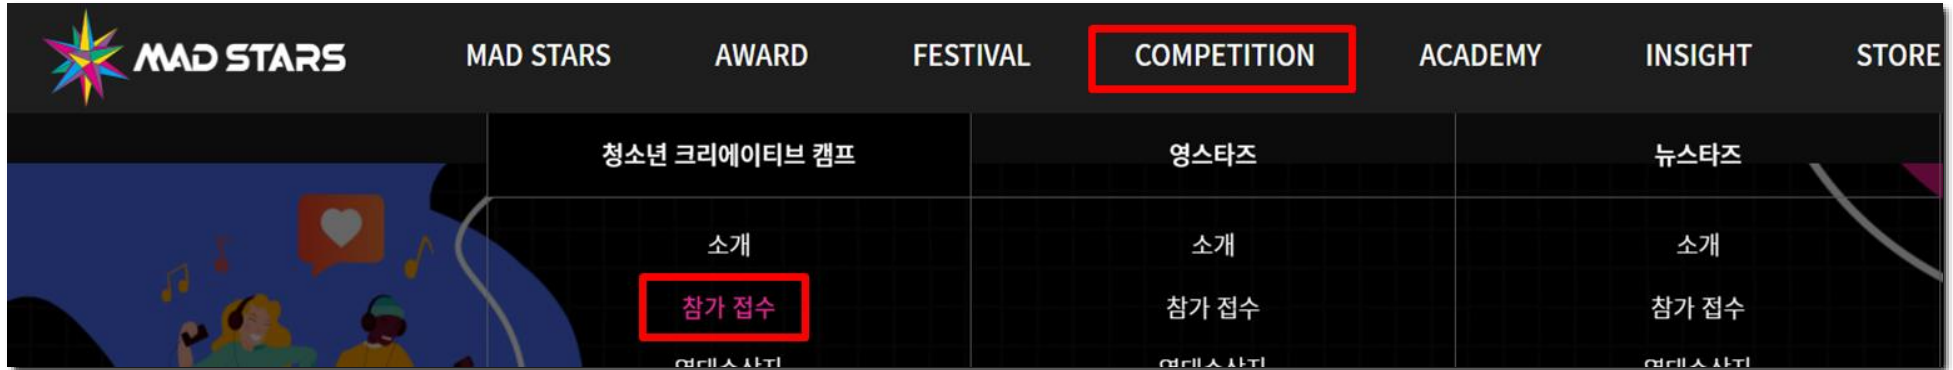 MAD STARS MAD STARS AWARD FESTIVAL COMPETITION ACADEMY INSIGHT STORE
청소년 크리에이티브 캠프 영스타즈 뉴스타즈
소개 소개 소개
참가 접수 참가 접수 참가 접수